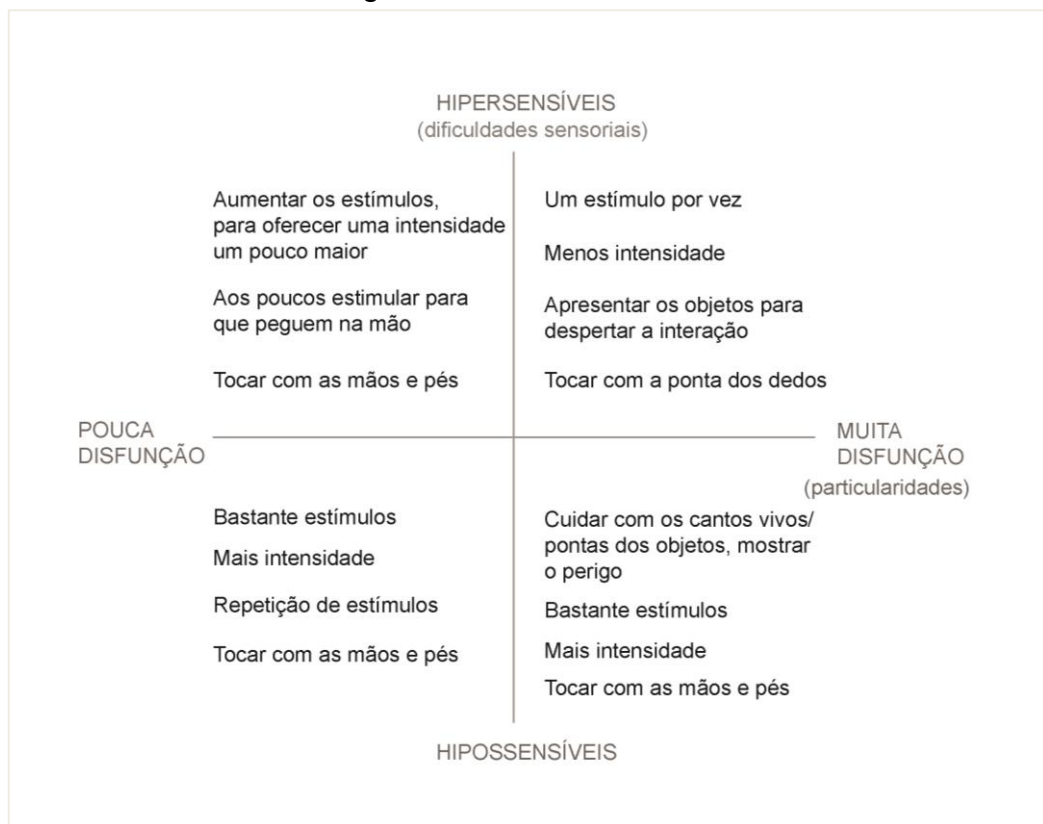 HIPERSENSÍVEIS
(dificuldades sensoriais)
Aumentar os estímulos,
para oferecer uma intensidade
um pouco maior
Aos poucos estimular para
que peguem na mão
Tocar com as mãos e pés
Um estímulo por vez
Menos intensidade
Apresentar os objetos para
despertar a interação
Tocar com a ponta dos dedos
POUCA
DISFUNÇÃO
MUITA
DISFUNÇÃO
(particularidades)
Bastante estímulos
Mais intensidade
Repetição de estímulos
Tocar com as mãos e pés
Cuidar com os cantos vivos/
pontas dos objetos, mostrar
o perigo
Bastante estímulos
Mais intensidade
Tocar com as mãos e pés
HIPOSSENSÍVEIS